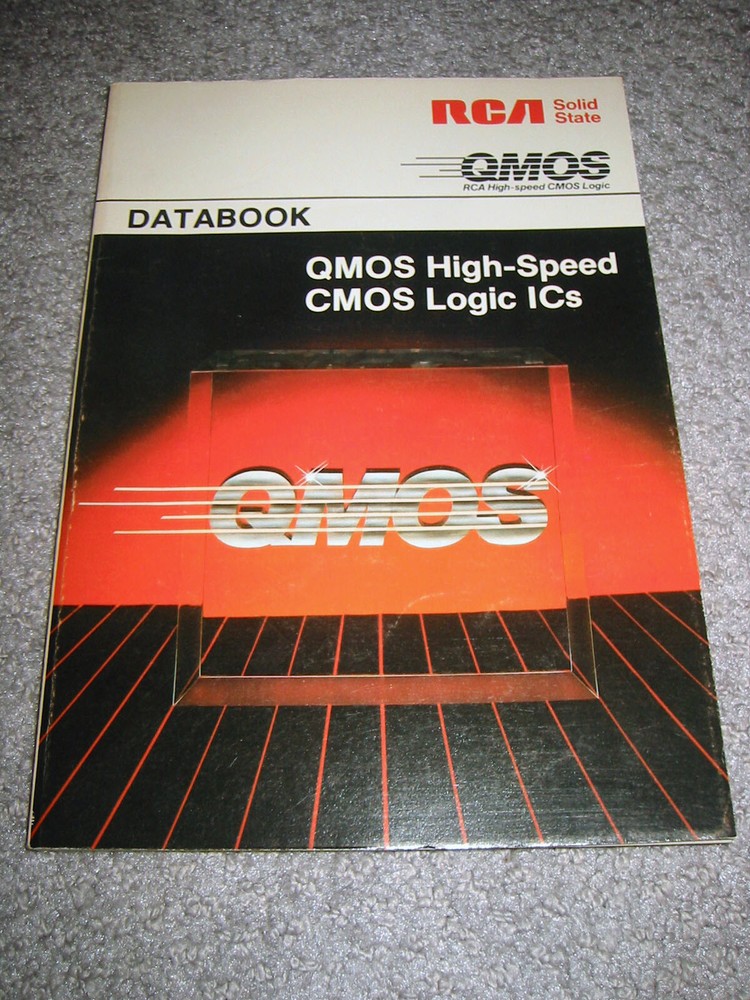 RCA Solid
State
QMOS
RCA High-speed CMOS Logic
DATABOOK
QMOS High-Speed
CMOS Logic ICs
QMOS